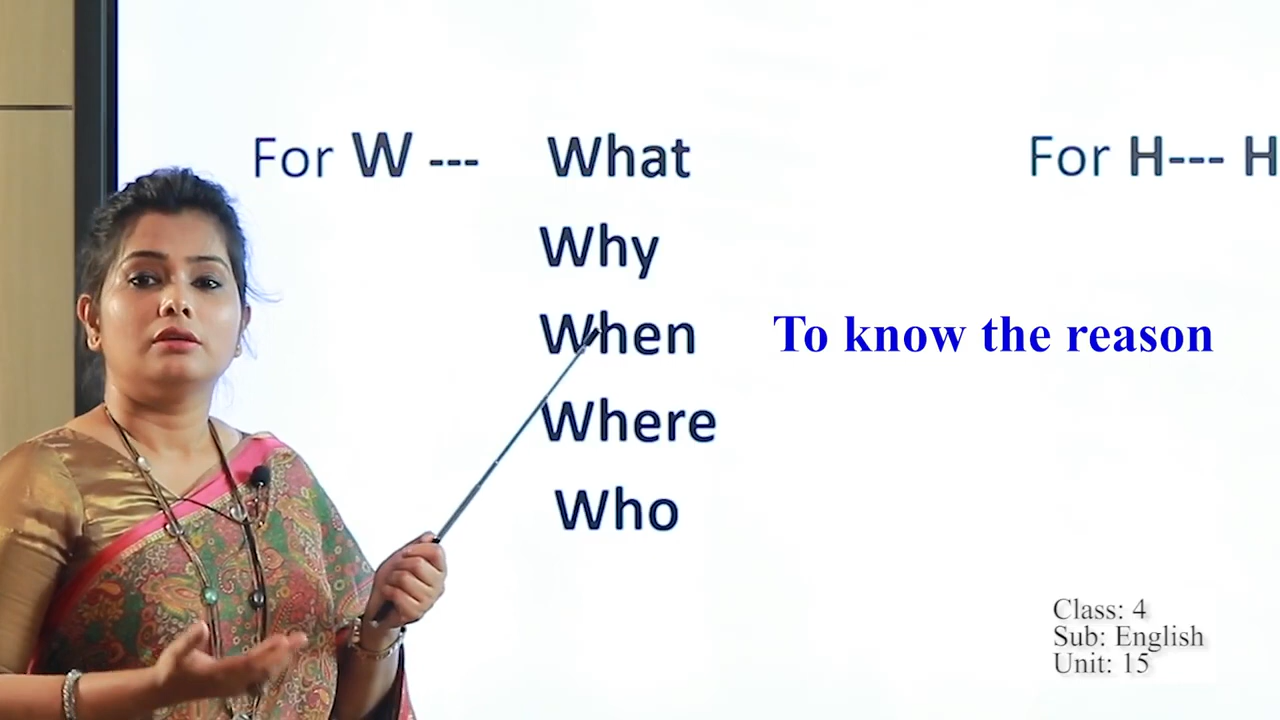 For W --- What For H--- H
Why
When To know the reason
Where
Who
Class: 4
Sub: English
Unit: 15